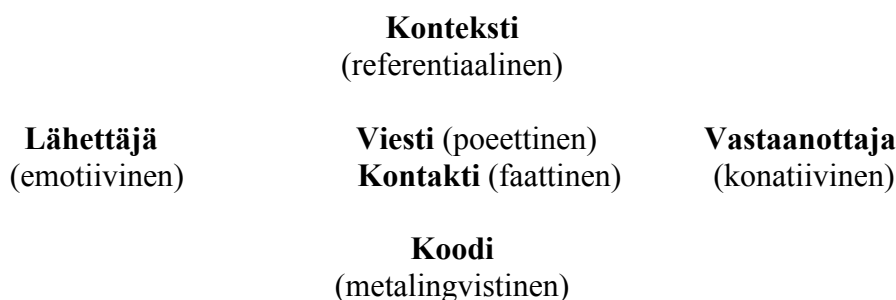 Konteksti
(referentiaalinen)
Lähettäjä Viesti (poeettinen) Vastaanottaja
(emotiivinen) Kontakti (faattinen) (konatiivinen)
Koodi
(metalingvistinen)